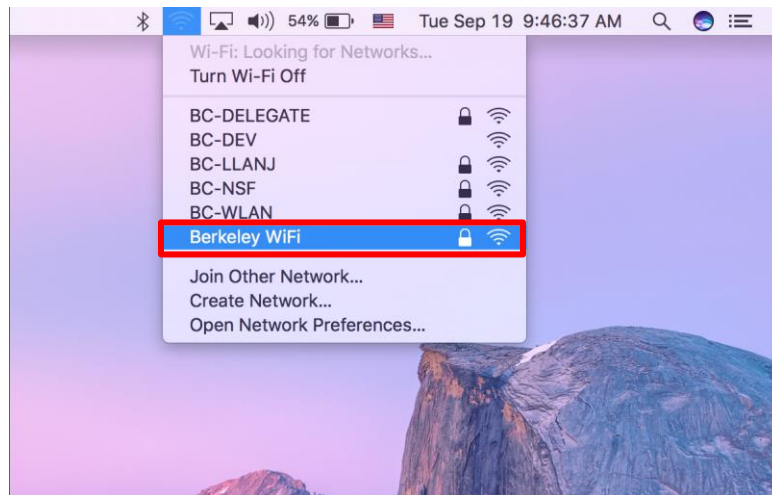 54% Tue Sep 19 9:46:37 AM
Wi-Fi: Looking for Networks...
Turn Wi-Fi Off
BC-DELEGATE
BC-DEV
BC-LLANJ
BC-NSF
BC-WLAN
Berkeley WiFi
Join Other Network...
Create Network...
Open Network Preferences...